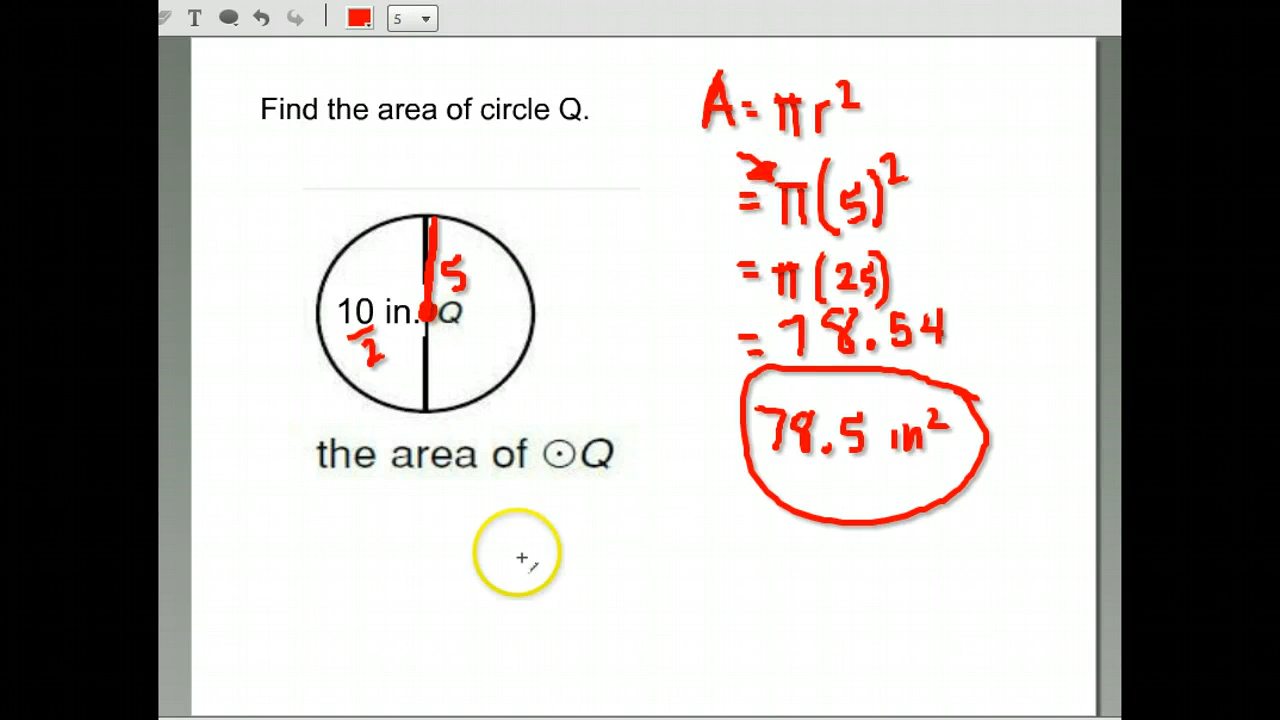 T
5
Find the area of circle Q.
A = πr²
= π(5)²
= π(25)
= 78.54
78.5 in²
5
10 in. Q
2
the area of ⊙Q